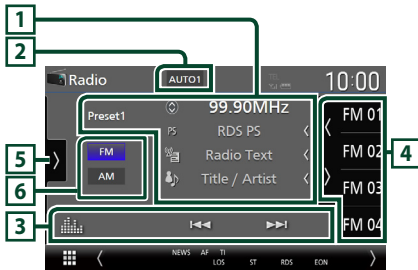 1
2
Radio AUTO1 TEL 10:00
Preset1 99.90MHz FM 01
PS RDS PS
4
5
FM Radio Text FM 02
6
AM Title / Artist FM 03
3
FM 04
NEWS AF TI
LOS ST RDS EON